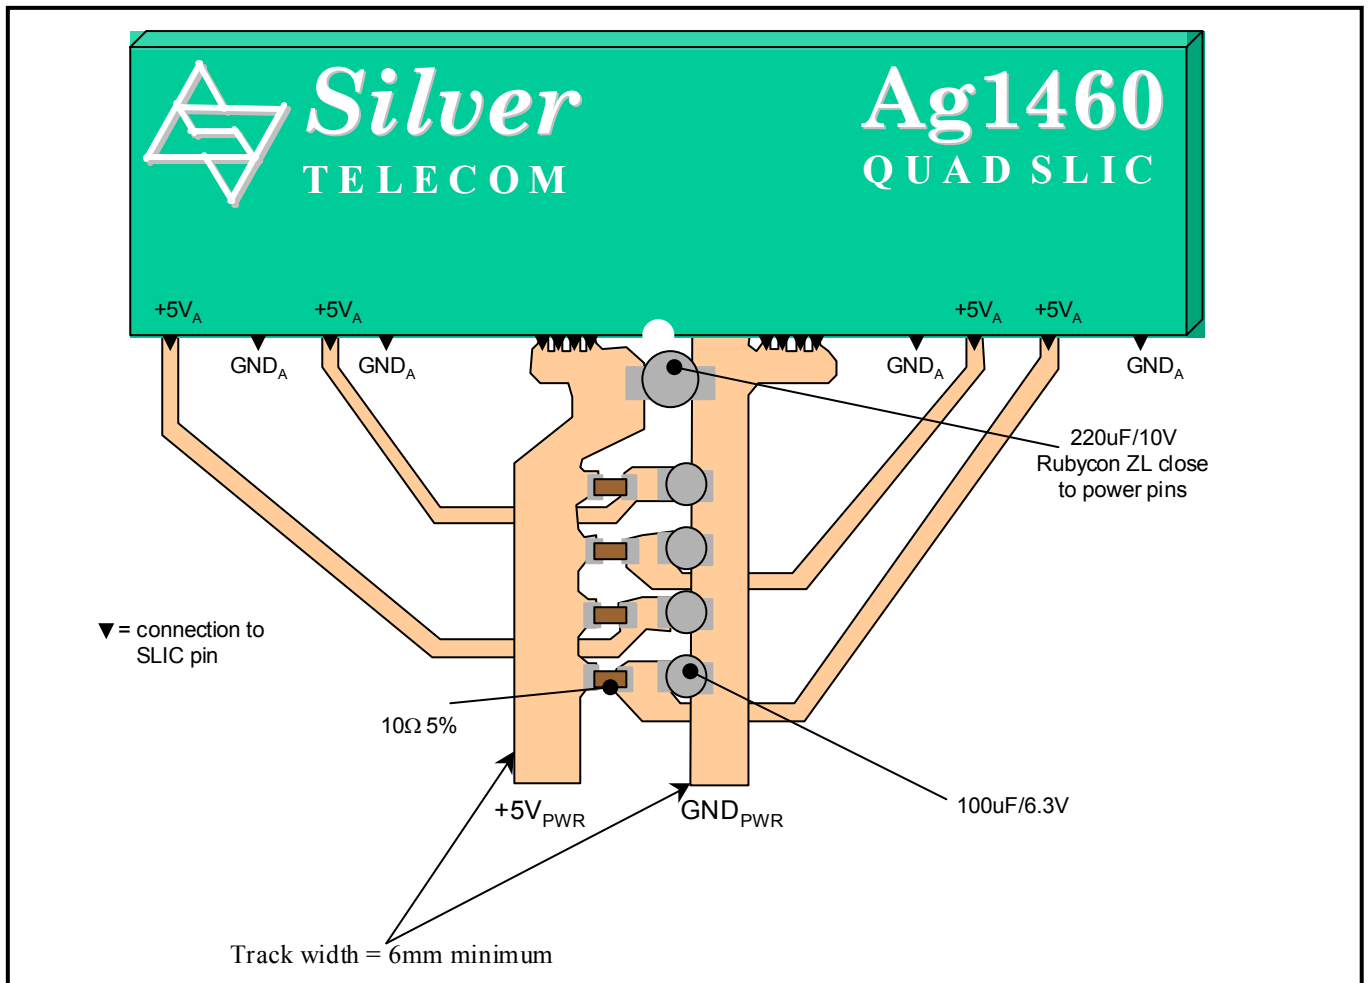 Silver
TELECOM
Ag1460
QUAD SLIC
+5VA
+5VA
+5VA
+5VA
GNDA
GNDA
GNDA
GNDA
220uF/10V
Rubycon ZL close
to power pins
▼= connection to
SLIC pin
10Ω 5%
100uF/6.3V
+5VPWR
GNDPWR
Track width = 6mm minimum